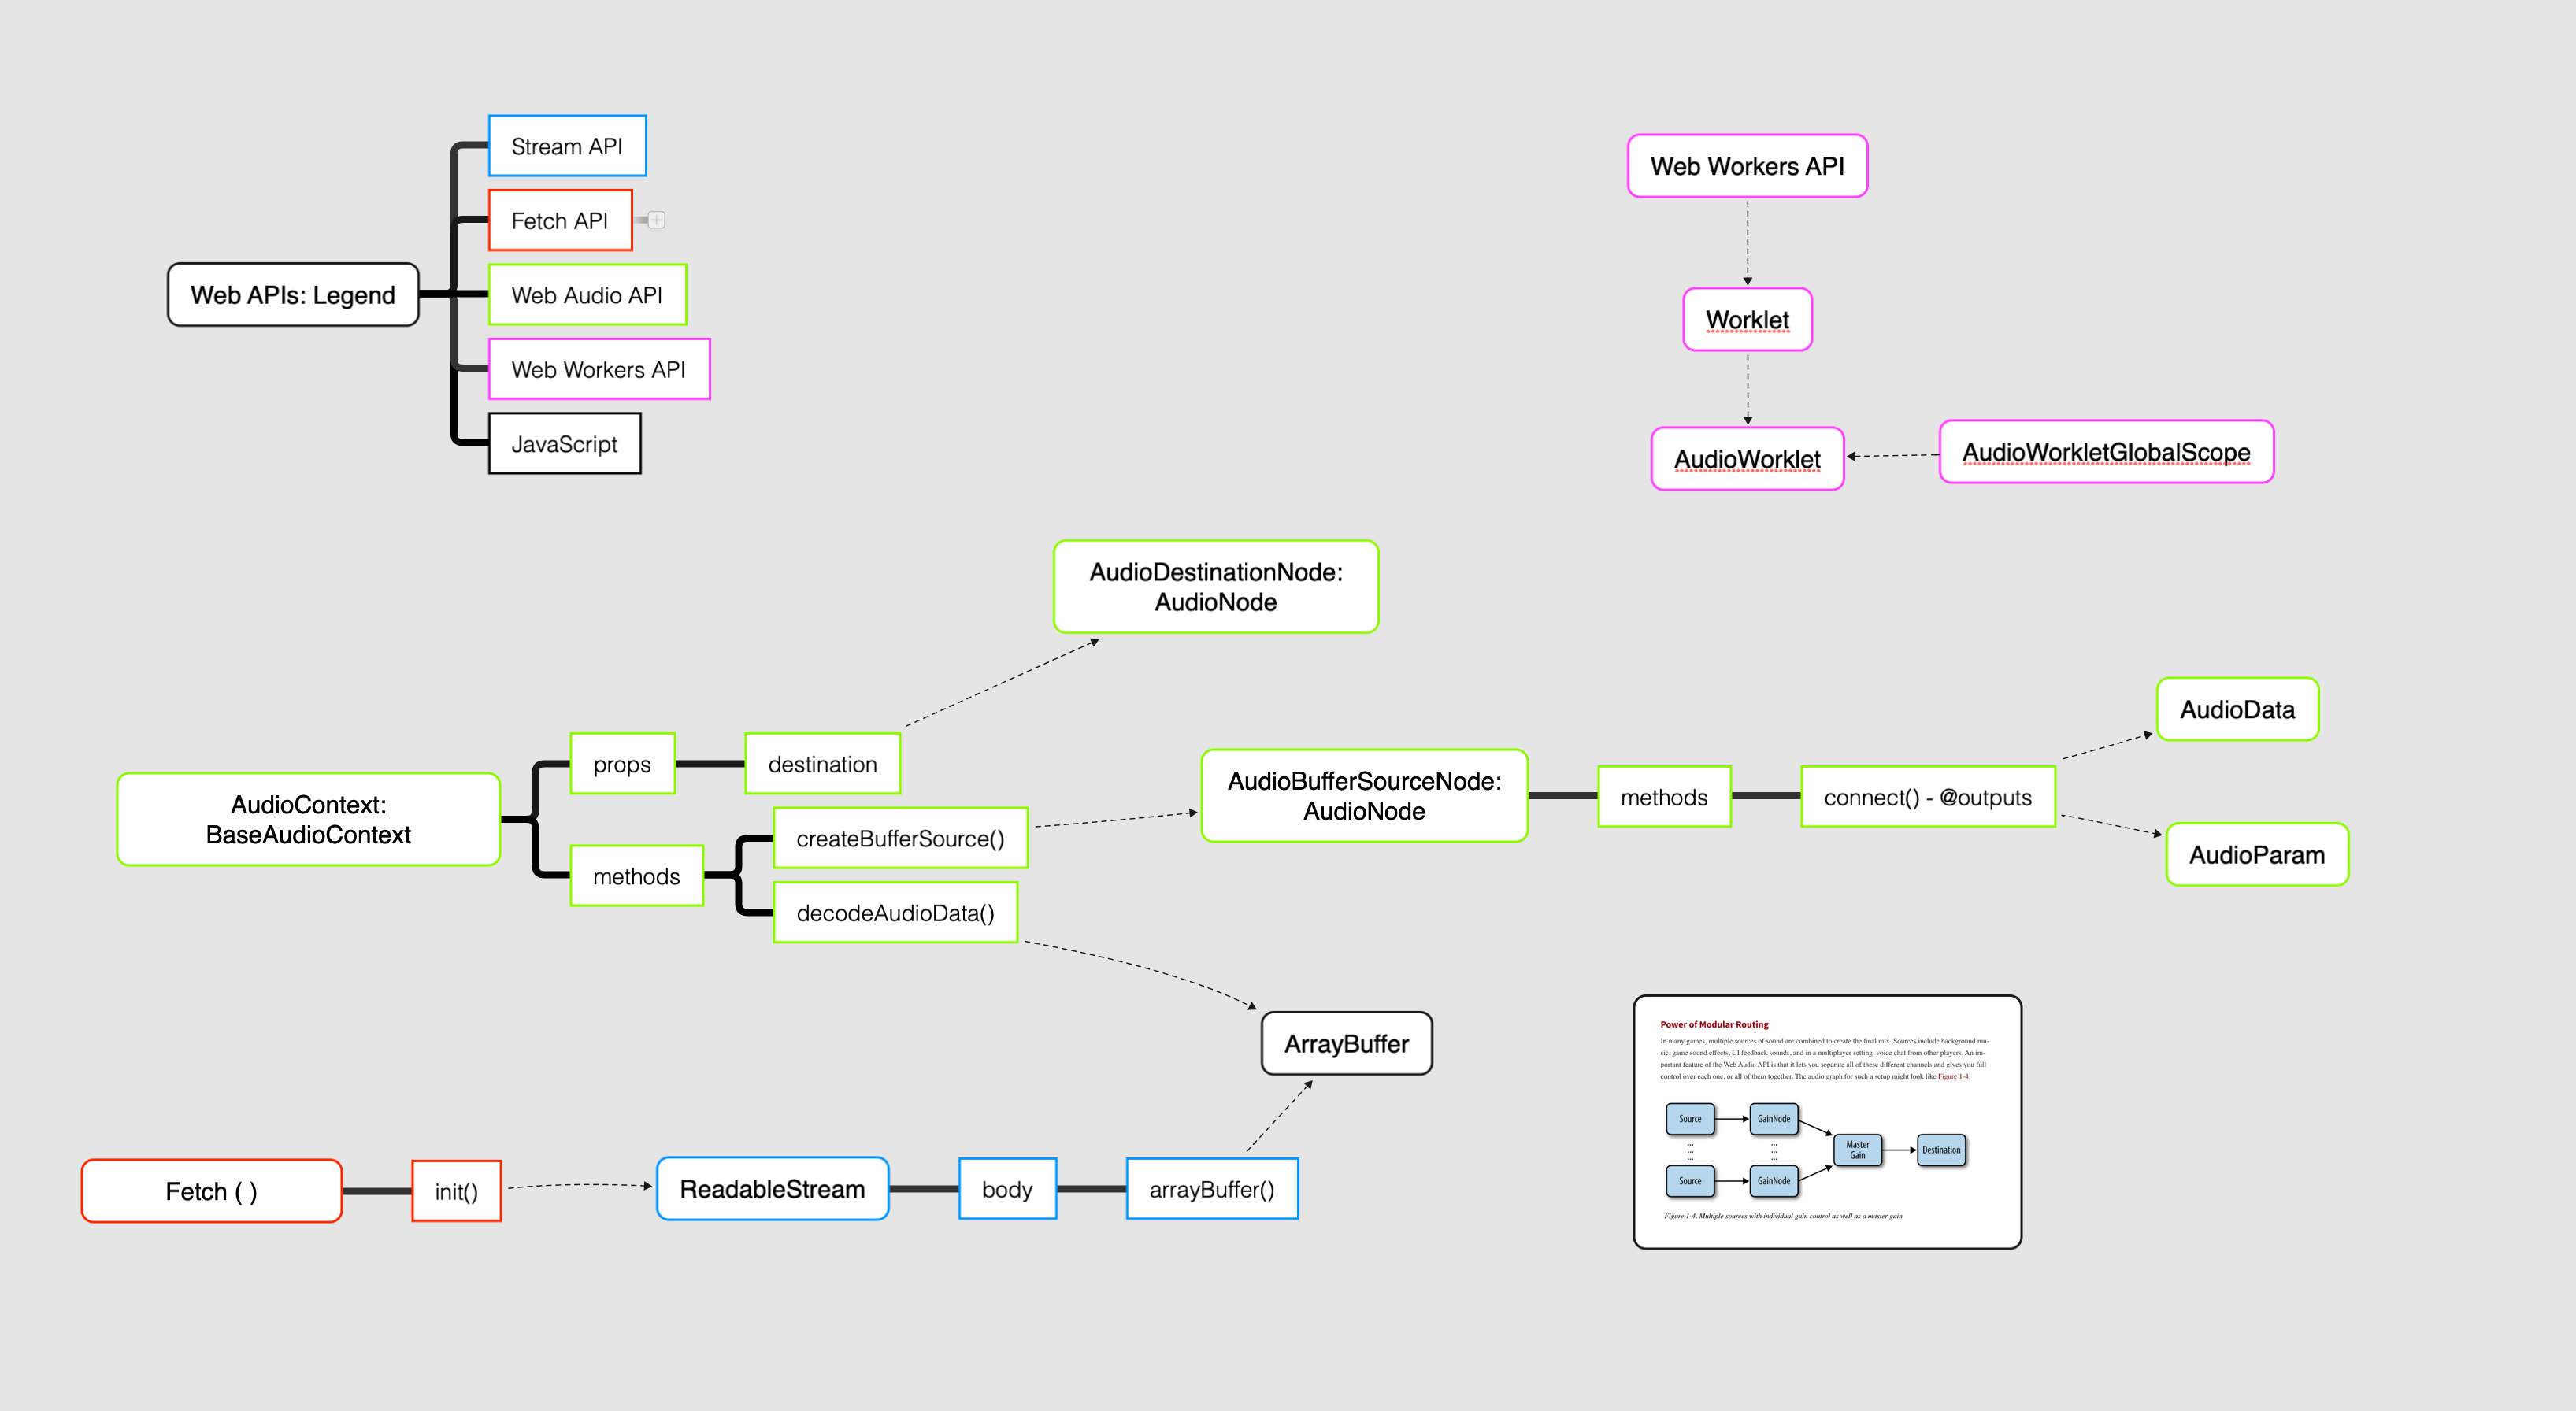 Web APIs: Legend
Stream API
Fetch API
Web Audio API
Web Workers API
JavaScript
Web Workers API
Worklet
AudioWorklet
AudioWorkletGlobalScope
AudioDestinationNode:
AudioNode
AudioContext:
BaseAudioContext
props
destination
methods
createBufferSource()
decodeAudioData()
AudioBufferSourceNode:
AudioNode
methods
connect() - @outputs
AudioData
AudioParam
ArrayBuffer
Fetch ( )
init()
ReadableStream
body
arrayBuffer()
Power of Modular Routing
In many games, multiple sources of sound are combined to create the final mix. Sources include background mu-
sic, game sound effects, UI feedback sounds, and in a multiplayer setting, voice chat from other players. An im-
portant feature of the Web Audio API is that it lets you separate all of these different channels and gives you full
control over each one, or all of them together. The audio graph for such a setup might look like Figure 1-4.
Source
GainNode
...
...
...
...
...
...
Master
Gain
Destination
Source
GainNode
Figure 1-4. Multiple sources with individual gain control as well as a master gain